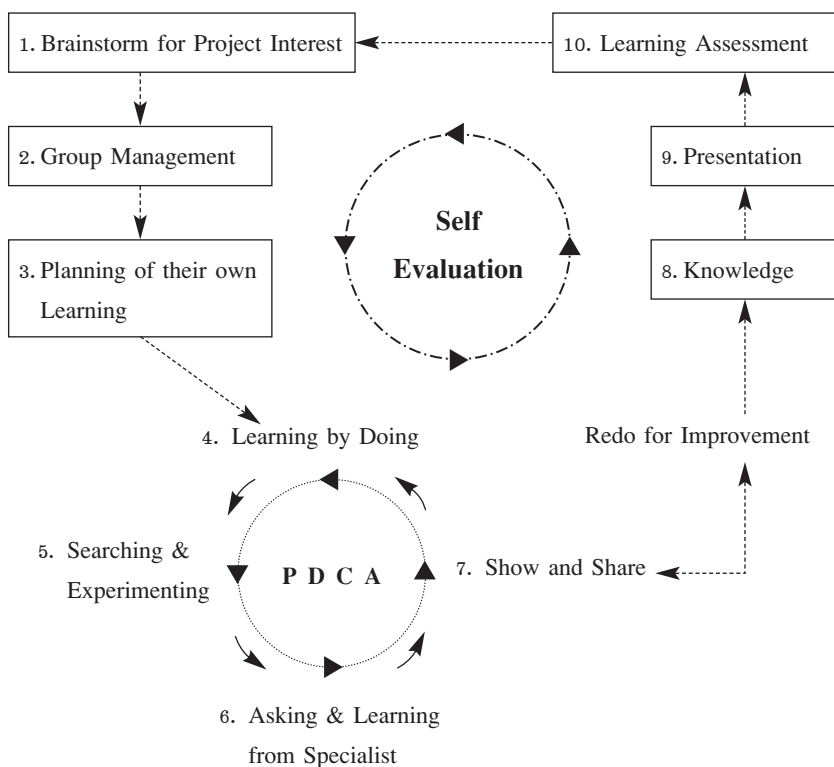 1. Brainstorm for Project Interest
10. Learning Assessment
2. Group Management
9. Presentation
Self
Evaluation
3. Planning of their own
Learning
8. Knowledge
4. Learning by Doing
Redo for Improvement
5. Searching &
Experimenting
P D C A
7. Show and Share
6. Asking & Learning
from Specialist